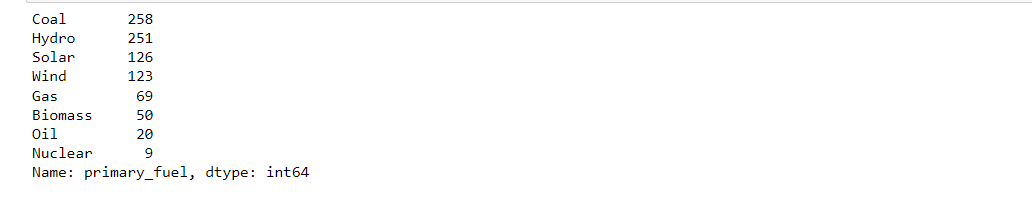 Coal       258
Hydro      251
Solar      126
Wind       123
Gas         69
Biomass     50
Oil         20
Nuclear      9
Name: primary_fuel, dtype: int64